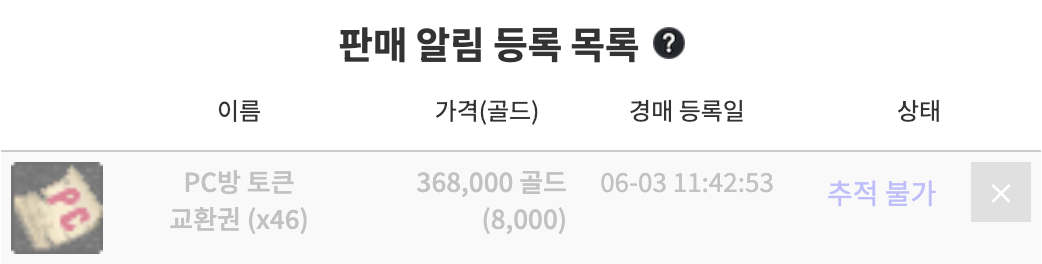 판매 알림 등록 목록 ?
이름 가격(골드) 경매 등록일 상태
PC PC방 토큰 368,000 골드 06-03 11:42:53 추적 불가 ×
교환권 (x46) (8,000)